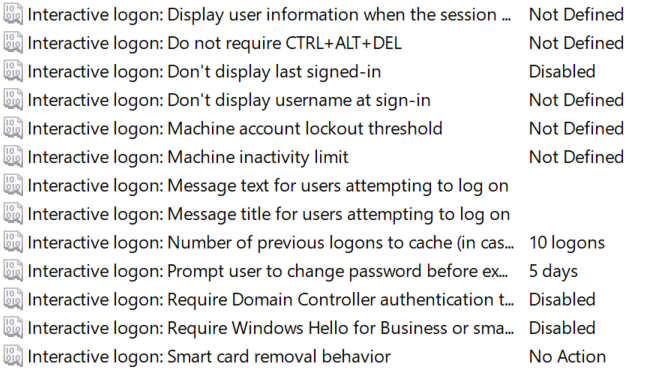 Interactive logon: Display user information when the session ... Not Defined
Interactive logon: Do not require CTRL+ALT+DEL Not Defined
Interactive logon: Don't display last signed-in Disabled
Interactive logon: Don't display username at sign-in Not Defined
Interactive logon: Machine account lockout threshold Not Defined
Interactive logon: Machine inactivity limit Not Defined
Interactive logon: Message text for users attempting to log on
Interactive logon: Message title for users attempting to log on
Interactive logon: Number of previous logons to cache (in cas... 10 logons
Interactive logon: Prompt user to change password before ex... 5 days
Interactive logon: Require Domain Controller authentication t... Disabled
Interactive logon: Require Windows Hello for Business or sma... Disabled
Interactive logon: Smart card removal behavior No Action